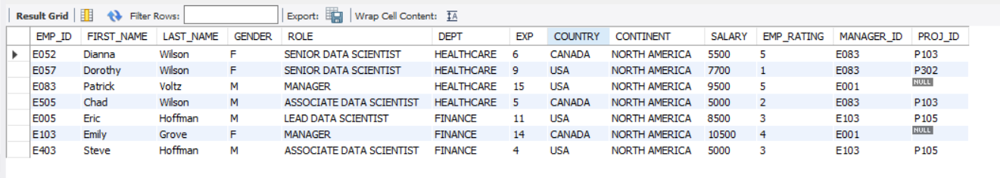 Result Grid Filter Rows: Export: Wrap Cell Content: IA
EMP_ID FIRST_NAME LAST_NAME GENDER ROLE DEPT EXP COUNTRY CONTINENT SALARY EMP_RATING MANAGER_ID PROJ_ID
E052 Dianna Wilson F SENIOR DATA SCIENTIST HEALTHCARE 6 CANADA NORTH AMERICA 5500 5 E083 P103
E057 Dorothy Wilson F SENIOR DATA SCIENTIST HEALTHCARE 9 USA NORTH AMERICA 7700 1 E083 P302
E083 Patrick Voltz M MANAGER HEALTHCARE 15 USA NORTH AMERICA 9500 5 E001 NULL
E505 Chad Wilson M ASSOCIATE DATA SCIENTIST HEALTHCARE 5 CANADA NORTH AMERICA 5000 2 E083 P103
E005 Eric Hoffman M LEAD DATA SCIENTIST FINANCE 11 USA NORTH AMERICA 8500 3 E103 P105
E103 Emily Grove F MANAGER FINANCE 14 CANADA NORTH AMERICA 10500 4 E001 NULL
E403 Steve Hoffman M ASSOCIATE DATA SCIENTIST FINANCE 4 USA NORTH AMERICA 5000 3 E103 P105